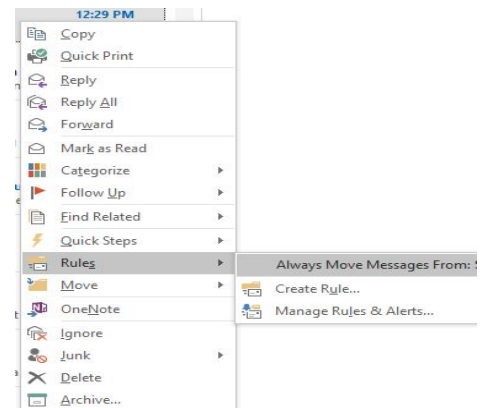 12:29 PM
Copy
Quick Print
Reply
Reply All
Forward
Mark as Read
Categorize
Follow Up
Find Related
Quick Steps
Rules
Always Move Messages From: S
Create Rule...
Move
Manage Rules & Alerts...
OneNote
Ignore
Junk
Delete
Archive...